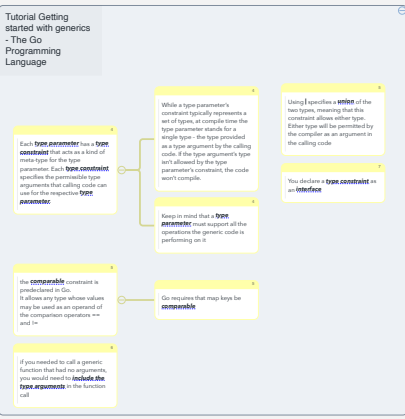 Tutorial Getting
started with generics
- The Go
Programming
Language
Each type parameter has a type
constraint that acts as a kind of
meta-type for the type
parameter. Each type constraint
specifies the permissible type
arguments that calling code can
use for the respective type
parameter.
While a type parameter's
constraint typically represents a
set of types, at compile time the
type parameter stands for a
single type - the type provided
as a type argument by the calling
code. If the type argument's type
isn't allowed by the type
parameter's constraint, the code
won't compile.
Keep in mind that a type
parameter must support all the
operations the generic code is
performing on it
Using | specifies a union of the
two types, meaning that this
constraint allows either type.
Either type will be permitted by
the compiler as an argument in
the calling code
You declare a type constraint as
an interface
the comparable constraint is
predeclared in Go.
It allows any type whose values
may be used as an operand of
the comparison operators ==
and !=
Go requires that map keys be
comparable
if you needed to call a generic
function that had no arguments,
you would need to include the
type arguments in the function
call